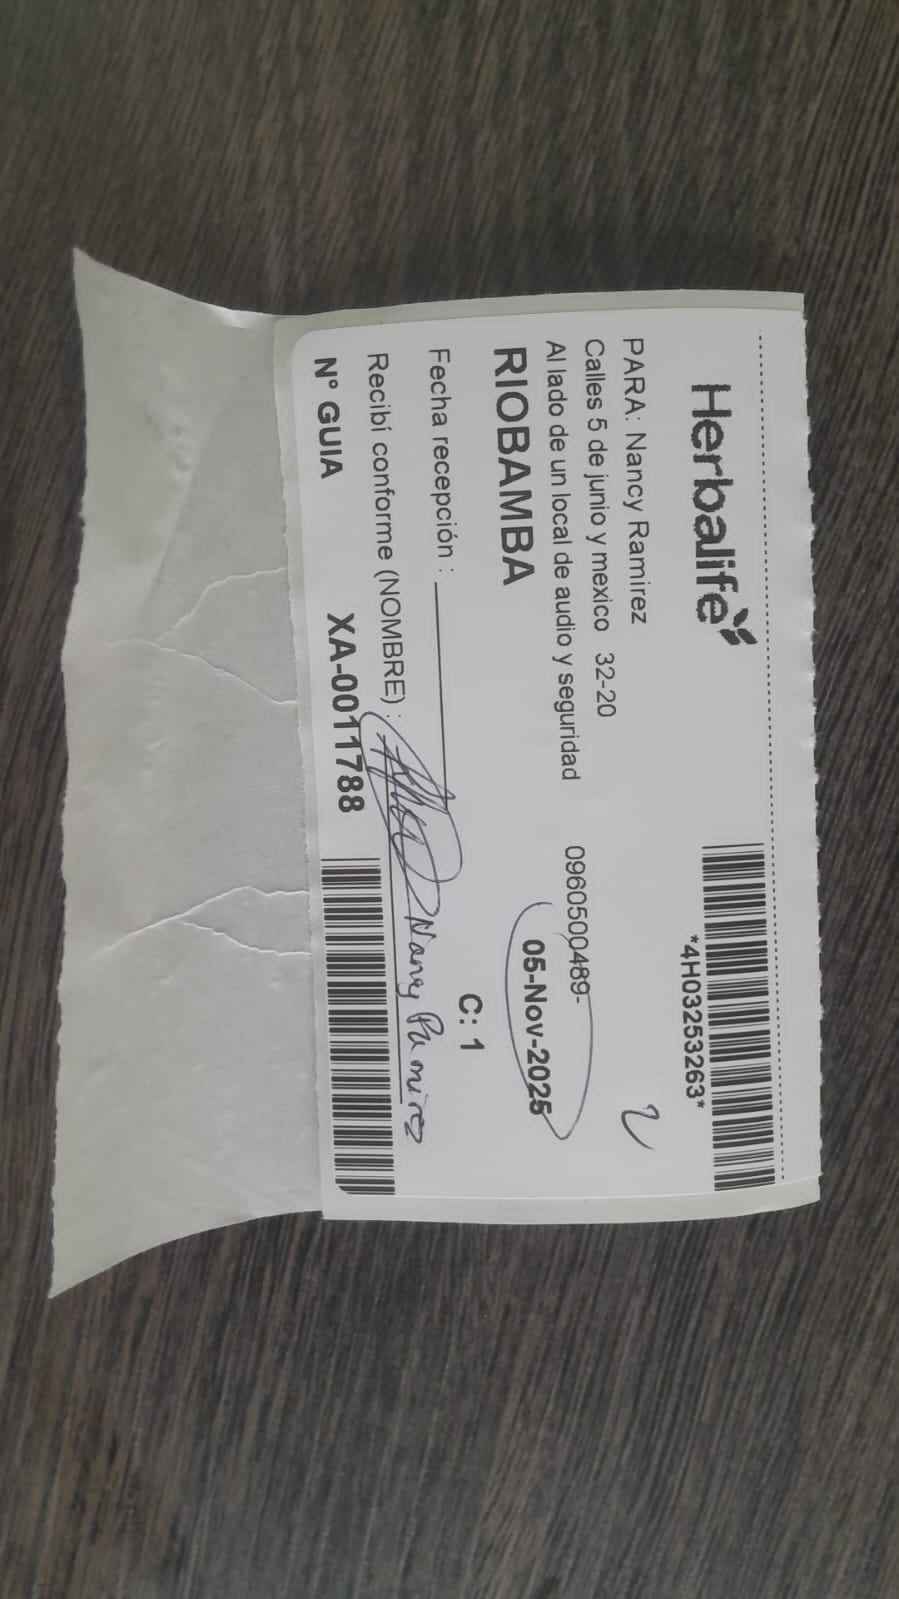 Herbalife
*4H03253263*
PARA: Nancy Ramirez
2
Calles 5 de junio y mexico 32-20
Al lado de un local de audio y seguridad 0960500489-
RIOBAMBA 05-Nov-2025
Fecha recepción : C: 1
Recibí conforme (NOMBRE) : Nancy Ramirez
N° GUIA XA-0011788